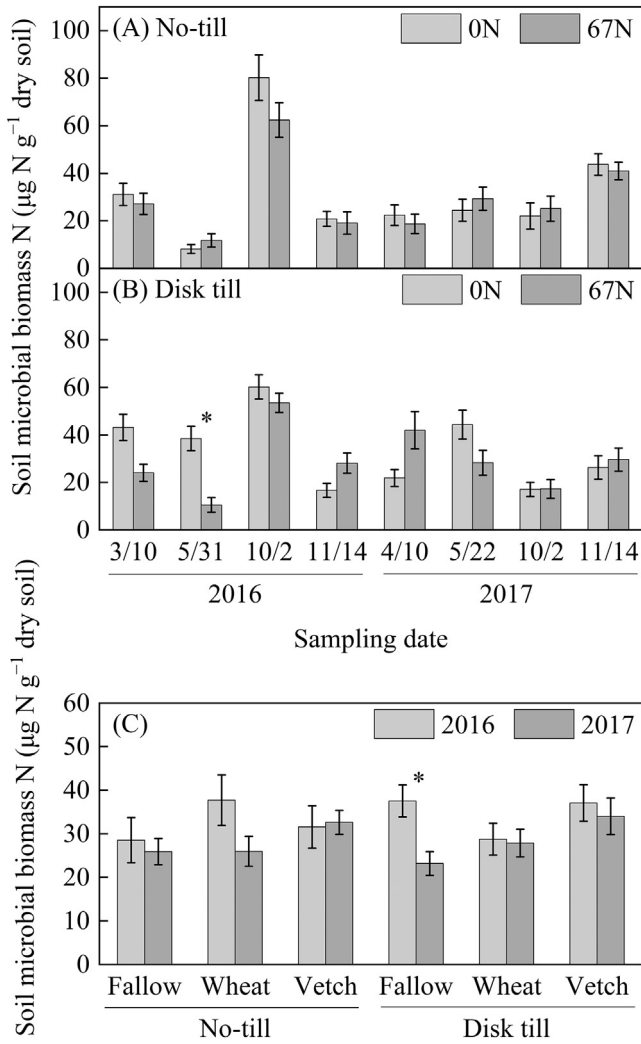 Soil microbial biomass N (μg N g⁻¹ dry soil)
(A) No-till
0N 67N
100
80
60
40
20
0
(B) Disk till
0N 67N
100
80
60
40
20
0
*
3/10 5/31 10/2 11/14 4/10 5/22 10/2 11/14
2016 2017
Sampling date
Soil microbial biomass N (μg N g⁻¹ dry soil)
(C)
2016 2017
60
50
40
30
20
10
0
*
Fallow Wheat Vetch Fallow Wheat Vetch
No-till Disk till